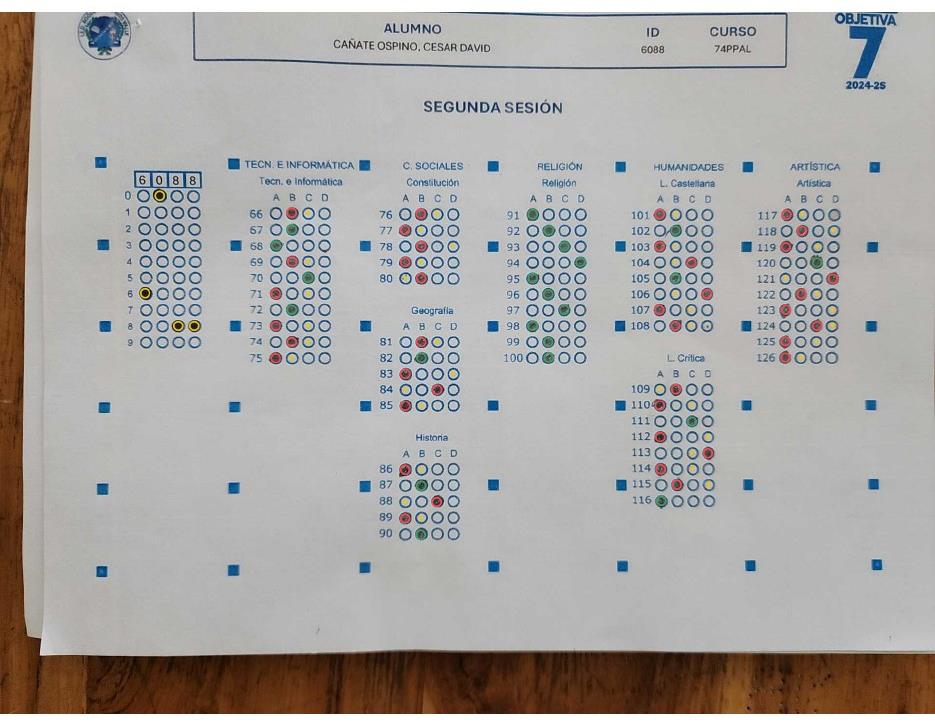 ALUMNO ID CURSO
CAÑATE OSPINO, CESAR DAVID 6088 74PPAL
OBJETIVA
7
2024-2S
SEGUNDA SESIÓN
6 0 8 8
0
1
2
3
4
5
6
7
8
9
TECN. E INFORMÁTICA
Tecn. e Informática
A B C D
66
67
68
69
70
71
72
73
74
75
C. SOCIALES
Constitución
A B C D
76
77
78
79
80
Geografía
A B C D
81
82
83
84
85
Historia
A B C D
86
87
88
89
90
RELIGIÓN
Religión
A B C D
91
92
93
94
95
96
97
98
99
100
HUMANIDADES
L. Castellana
A B C D
101
102
103
104
105
106
107
108
L. Crítica
A B C D
109
110
111
112
113
114
115
116
ARTÍSTICA
Artística
A B C D
117
118
119
120
121
122
123
124
125
126